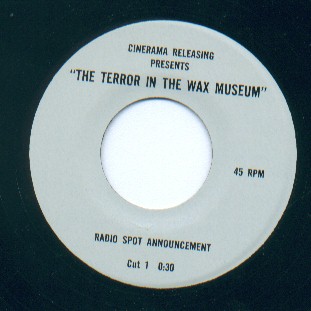 CINERAMA RELEASING
PRESENTS
"THE TERROR IN THE WAX MUSEUM"
45 RPM
RADIO SPOT ANNOUNCEMENT
Cut 1 0:30